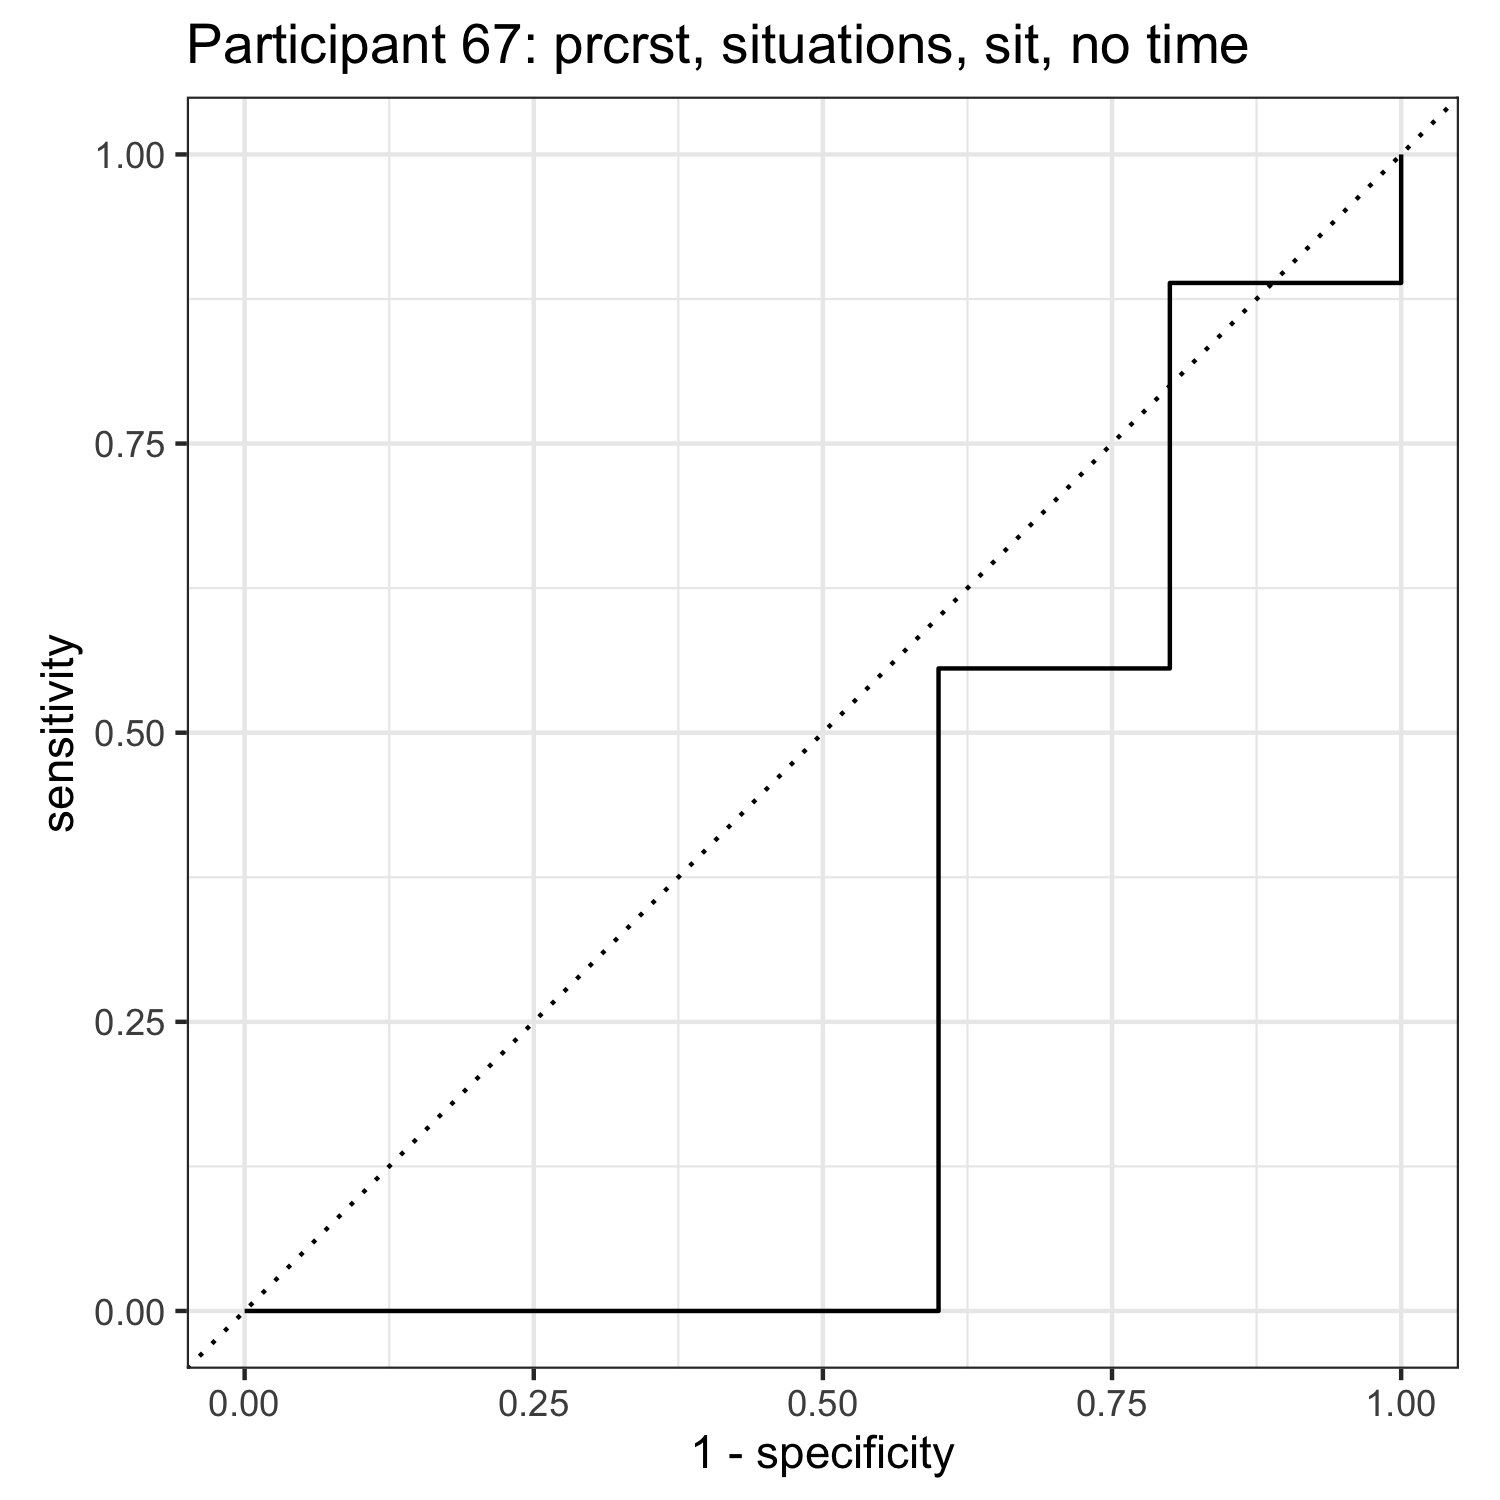 Participant 67: prcrst, situations, sit, no time
1.00
0.75
0.50
0.25
0.00
sensitivity
0.00 0.25 0.50 0.75 1.00
1 - specificity